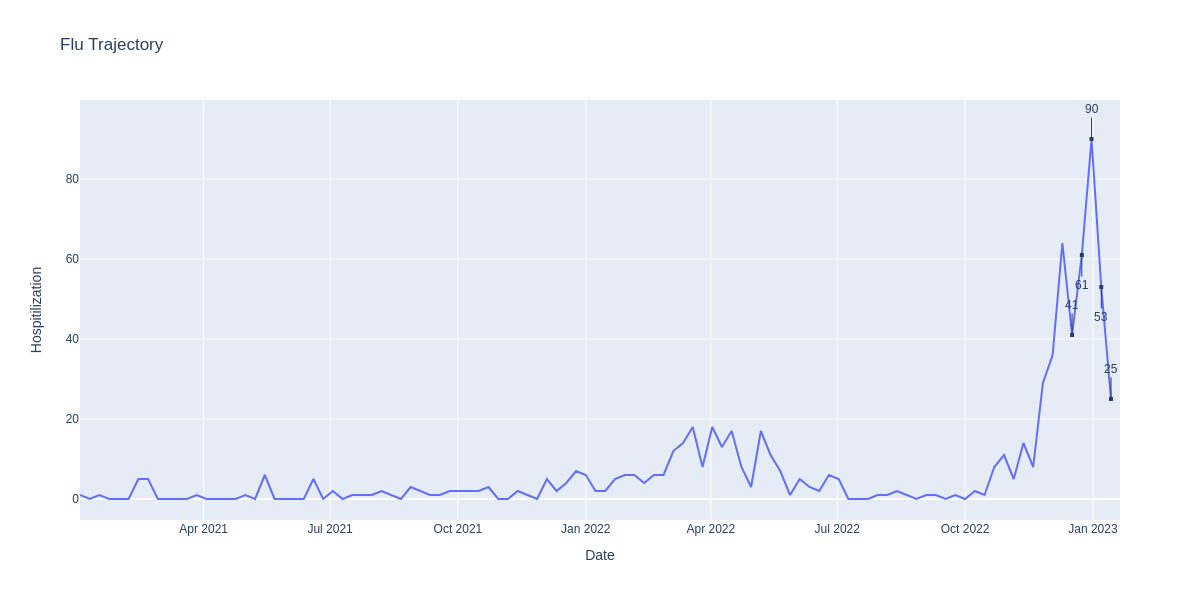 Flu Trajectory
90
80
60
61
41
53
40
25
20
0
Hospitilization
Apr 2021
Jul 2021
Oct 2021
Jan 2022
Apr 2022
Jul 2022
Oct 2022
Jan 2023
Date